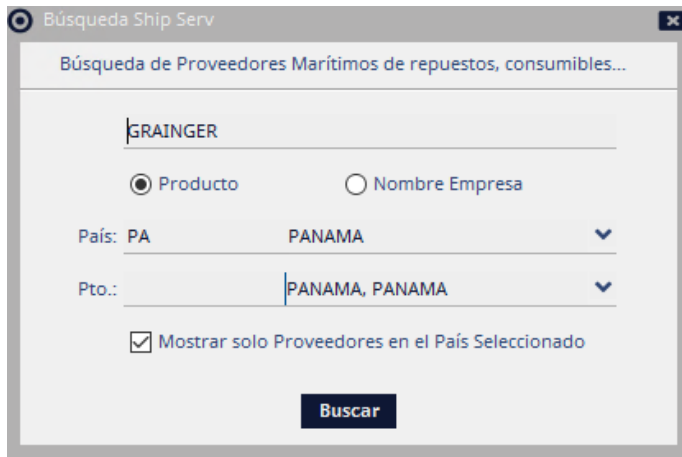 Búsqueda Ship Serv
Búsqueda de Proveedores Marítimos de repuestos, consumibles...
GRAINGER
Producto Nombre Empresa
País: PA PANAMA
Pto.: PANAMA, PANAMA
Mostrar solo Proveedores en el País Seleccionado
Buscar